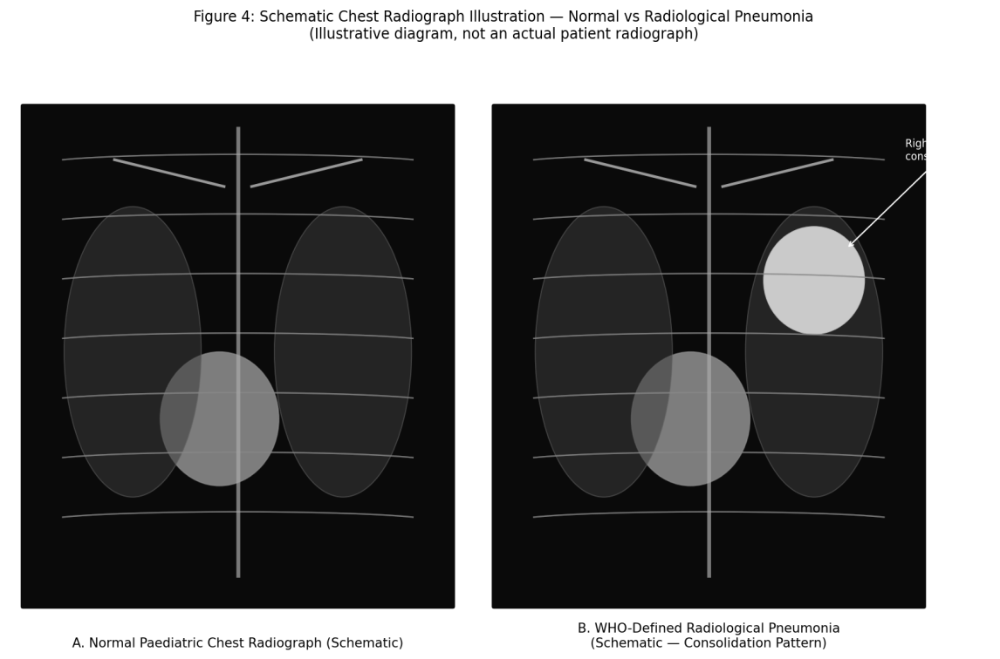 Figure 4: Schematic Chest Radiograph Illustration — Normal vs Radiological Pneumonia
(Illustrative diagram, not an actual patient radiograph)
A. Normal Paediatric Chest Radiograph (Schematic)
B. WHO-Defined Radiological Pneumonia
(Schematic — Consolidation Pattern)